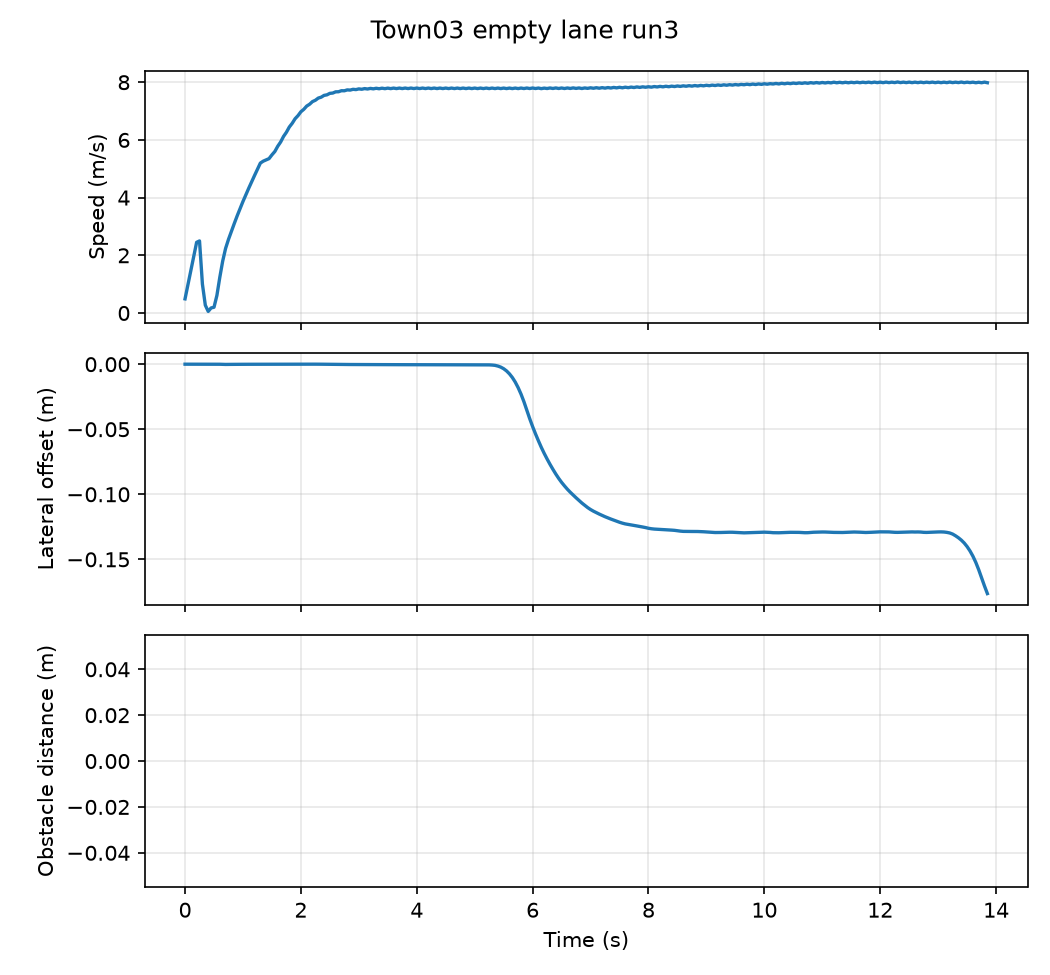 Town03 empty lane run3
Speed (m/s)
8
6
4
2
0
Lateral offset (m)
0.00
−0.05
−0.10
−0.15
Obstacle distance (m)
0.04
0.02
0.00
−0.02
−0.04
0 2 4 6 8 10 12 14
Time (s)